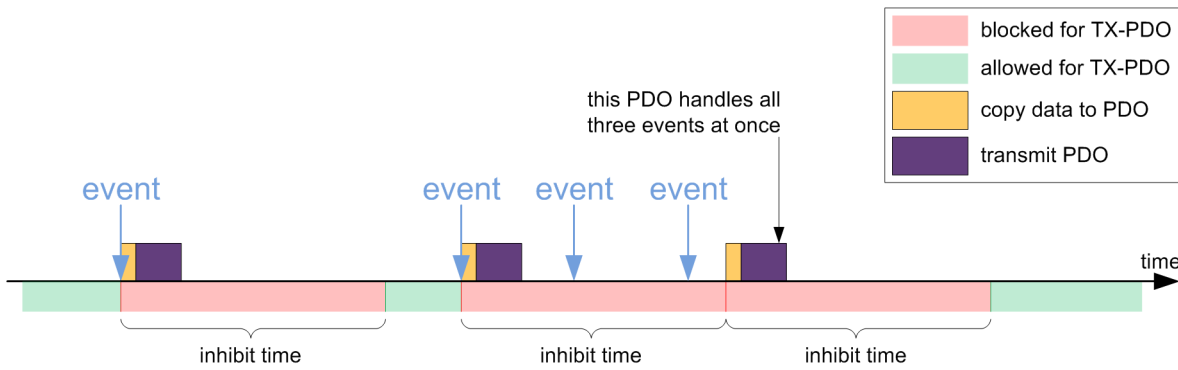 blocked for TX-PDO
allowed for TX-PDO
copy data to PDO
transmit PDO
this PDO handles all
three events at once
event
event
event
event
time
inhibit time
inhibit time
inhibit time